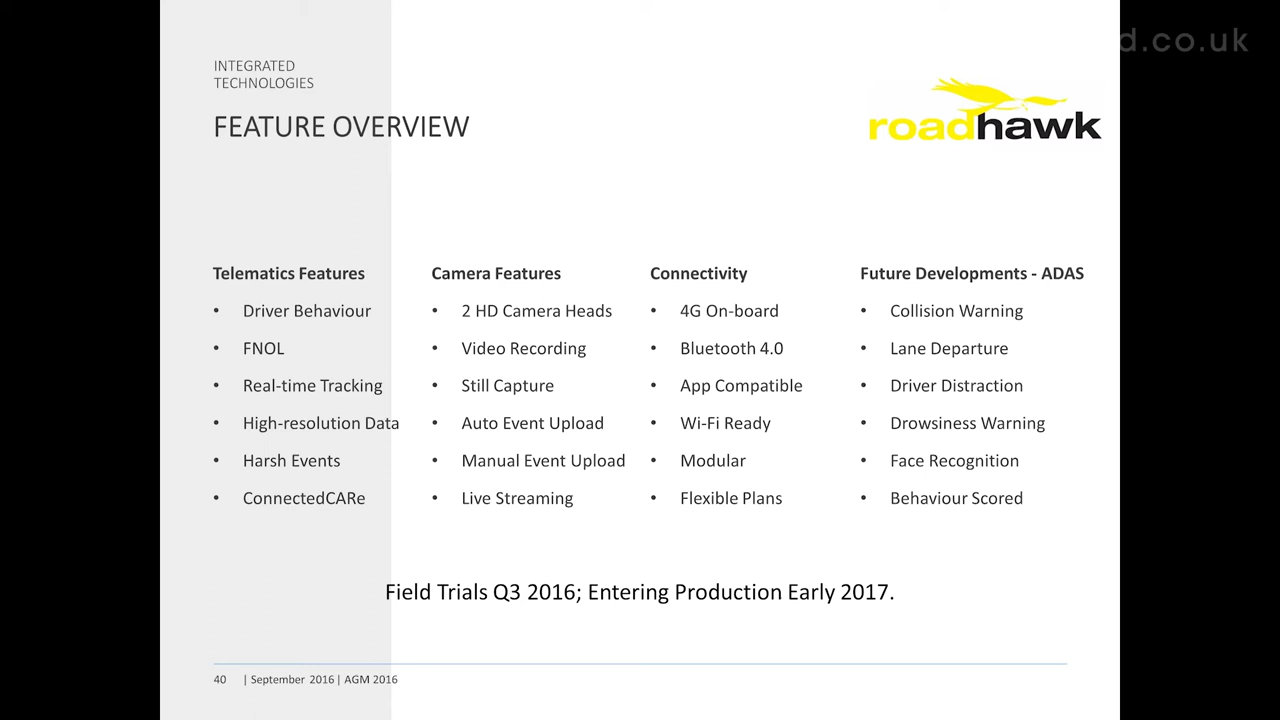 d.co.uk
INTEGRATED
TECHNOLOGIES
FEATURE OVERVIEW
roadhawk
Telematics Features
• Driver Behaviour
• FNOL
• Real-time Tracking
• High-resolution Data
• Harsh Events
• ConnectedCARe
Camera Features
• 2 HD Camera Heads
• Video Recording
• Still Capture
• Auto Event Upload
• Manual Event Upload
• Live Streaming
Connectivity
• 4G On-board
• Bluetooth 4.0
• App Compatible
• Wi-Fi Ready
• Modular
• Flexible Plans
Future Developments - ADAS
• Collision Warning
• Lane Departure
• Driver Distraction
• Drowsiness Warning
• Face Recognition
• Behaviour Scored
Field Trials Q3 2016; Entering Production Early 2017.
40 | September 2016 | AGM 2016